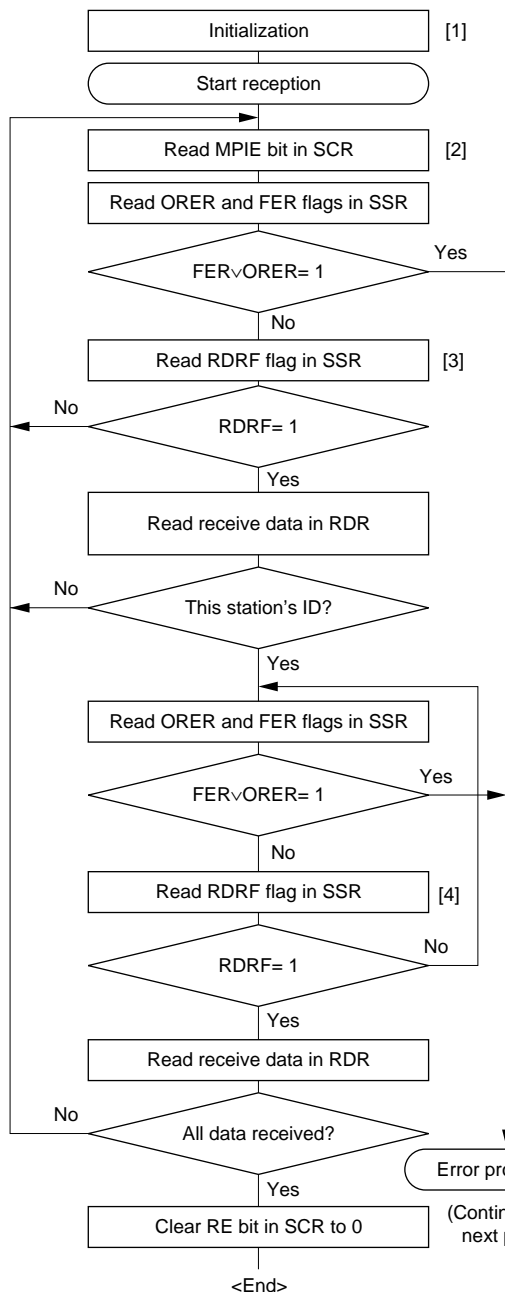 Initialization
[1]
Start reception
Read MPIE bit in SCR
[2]
Read ORER and FER flags in SSR
FER∨ORER= 1
Yes
No
Read RDRF flag in SSR
[3]
No
RDRF= 1
Yes
Read receive data in RDR
No
This station's ID?
Yes
Read ORER and FER flags in SSR
Yes
FER∨ORER= 1
No
Read RDRF flag in SSR
[4]
No
RDRF= 1
Yes
Read receive data in RDR
No
All data received?
Error
Yes
Clear RE bit in SCR to 0
next
<End>